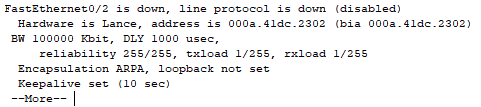 FastEthernet0/2 is down, line protocol is down (disabled)
Hardware is Lance, address is 000a.41dc.2302 (bia 000a.41dc.2302)
BW 100000 Kbit, DLY 1000 usec,
reliability 255/255, txload 1/255, rxload 1/255
Encapsulation ARPA, loopback not set
Keepalive set (10 sec)
--More--